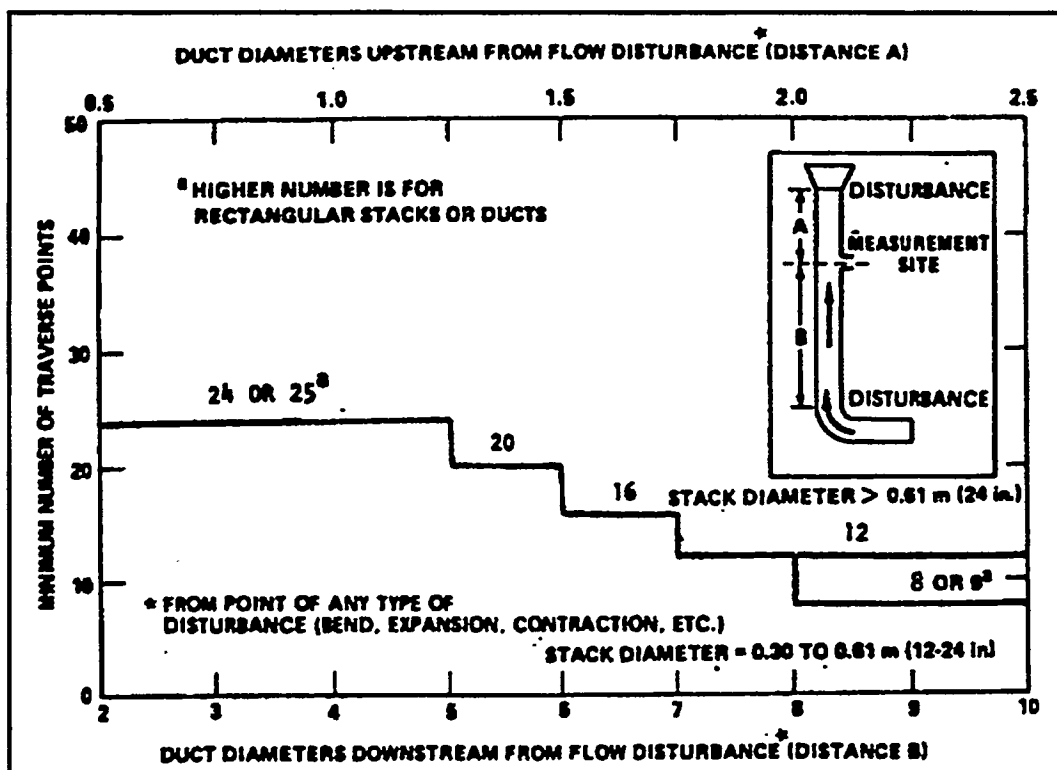 DUCT DIAMETERS UPSTREAM FROM FLOW DISTURBANCE* (DISTANCE A)
0.5 1.0 1.5 2.0 2.5
50
40
30
20
10
0
MINIMUM NUMBER OF TRAVERSE POINTS
a HIGHER NUMBER IS FOR
RECTANGULAR STACKS OR DUCTS
DISTURBANCE
A
MEASUREMENT
SITE
B
DISTURBANCE
24 OR 25a
20
16
STACK DIAMETER > 0.61 m (24 in.)
12
8 OR 9a
* FROM POINT OF ANY TYPE OF
DISTURBANCE (BEND, EXPANSION, CONTRACTION, ETC.)
STACK DIAMETER = 0.30 TO 0.61 m (12-24 in)
2 3 4 5 6 7 8 9 10
DUCT DIAMETERS DOWNSTREAM FROM FLOW DISTURBANCE* (DISTANCE B)